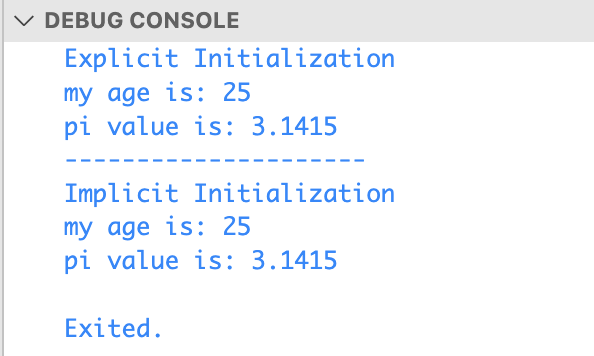 DEBUG CONSOLE
Explicit Initialization
my age is: 25
pi value is: 3.1415
---------------------
Implicit Initialization
my age is: 25
pi value is: 3.1415
Exited.